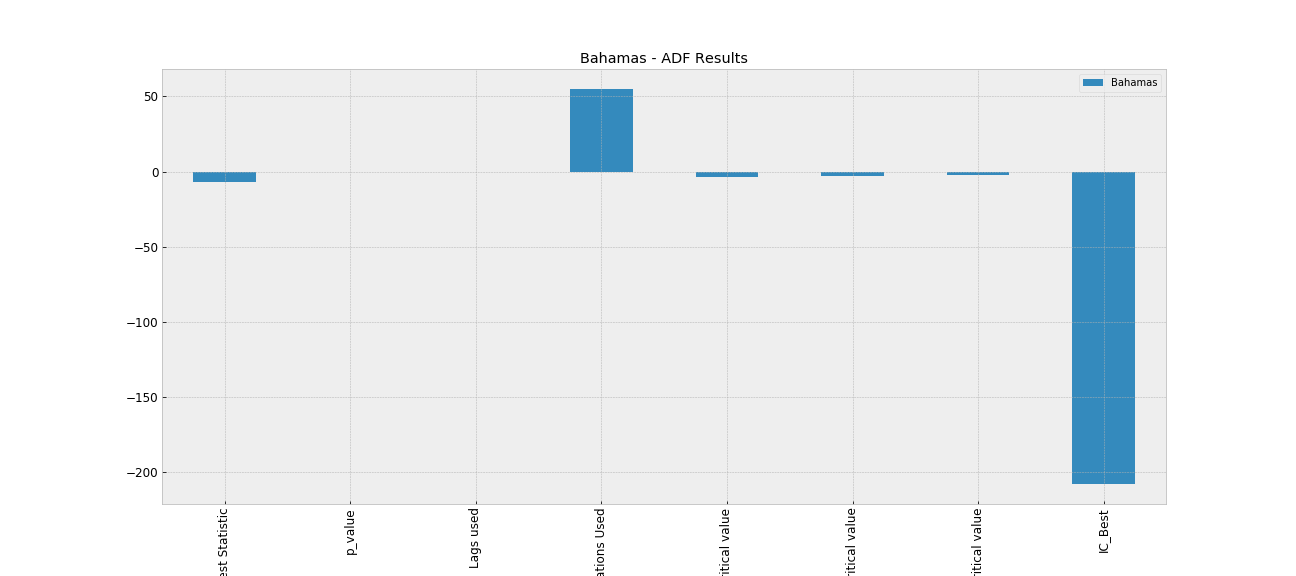 Bahamas - ADF Results
Bahamas
50
0
−50
−100
−150
−200
est Statistic
p_value
Lags used
ations Used
ritical value
ritical value
ritical value
IC_Best